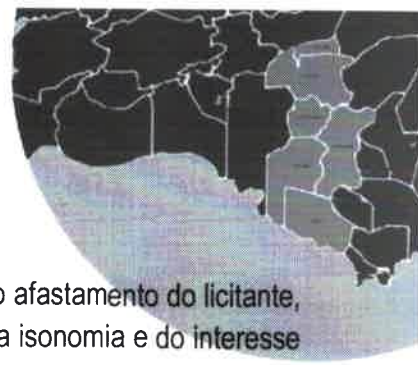 o afastamento do licitante,
a isonomia e do interesse